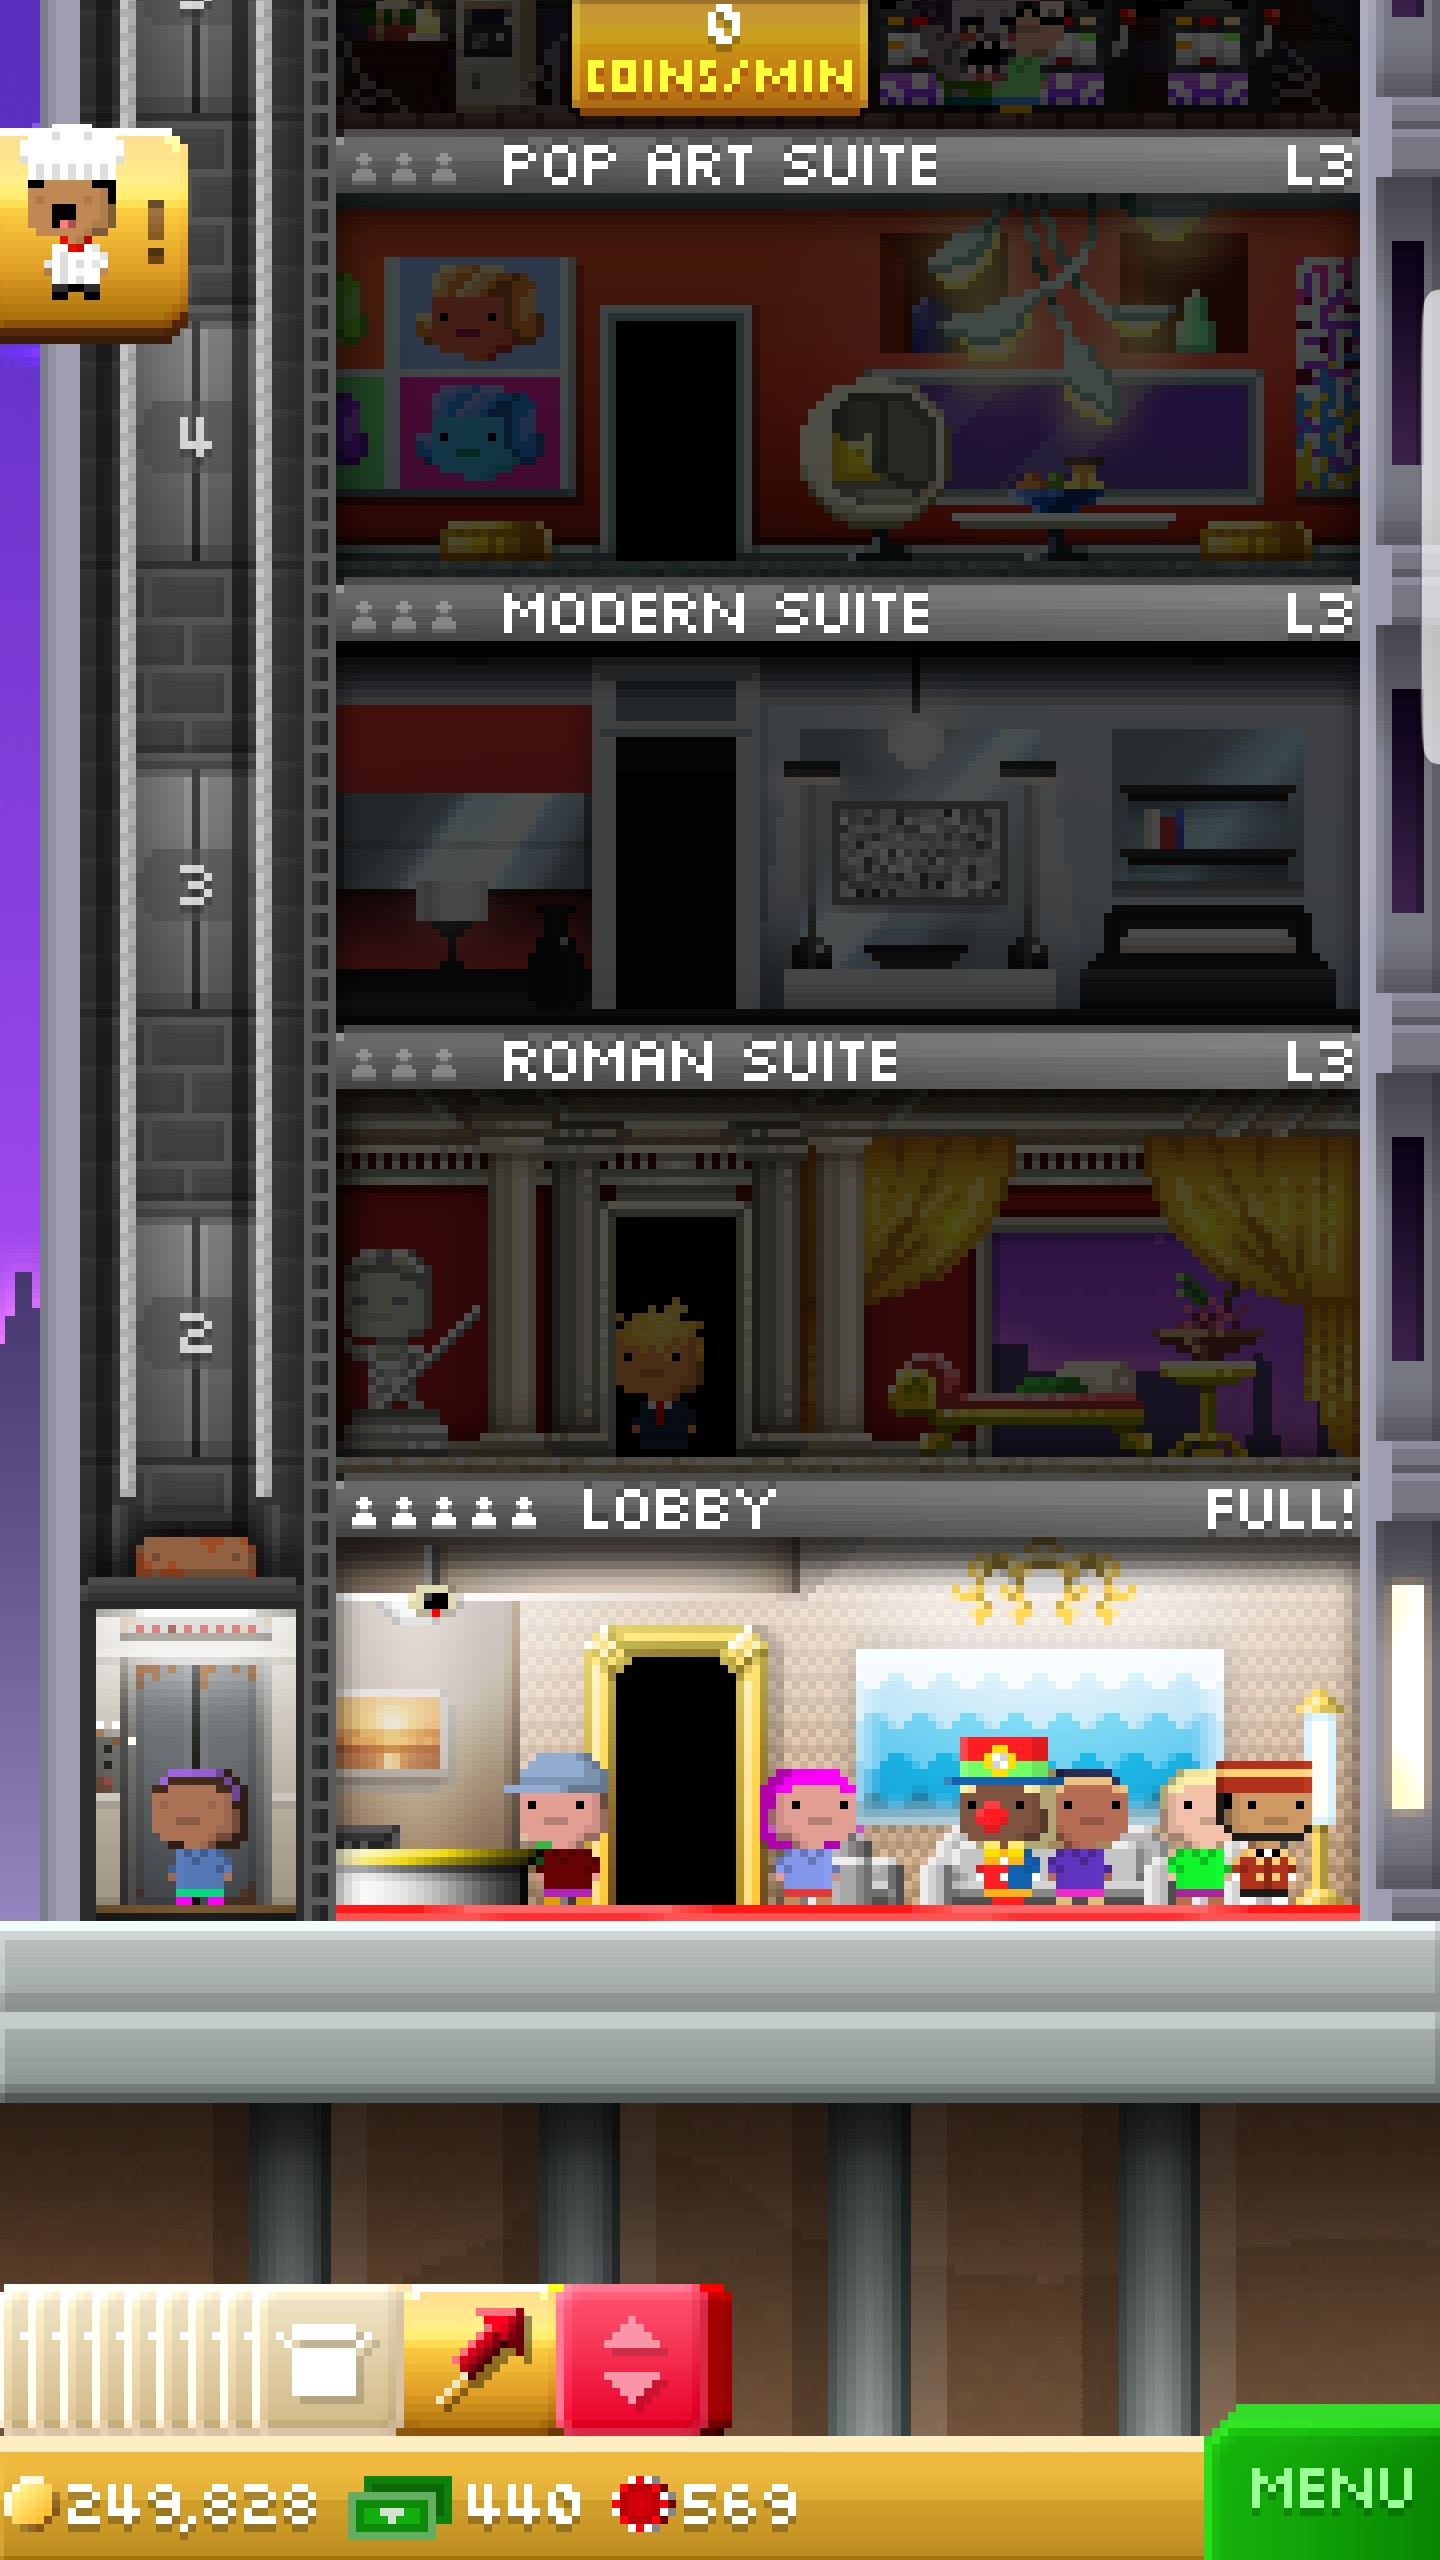 0
COINS/MIN
POP ART SUITE L3
!
4
MODERN SUITE L3
3
ROMAN SUITE L3
2
LOBBY FULL!
249,828 440 569
MENU